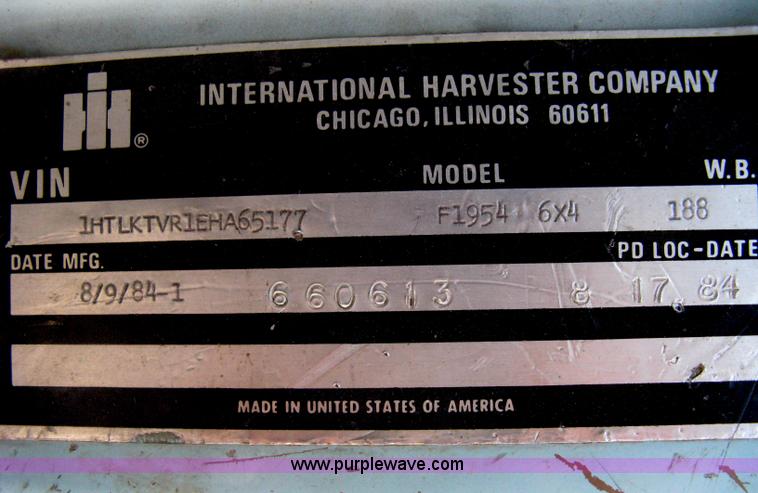 IH®
INTERNATIONAL HARVESTER COMPANY
CHICAGO, ILLINOIS 60611
VIN MODEL W.B.
1HTLKTVR1EHA65177 F1954 6X4 188
DATE MFG. PD LOC-DATE
8/9/84-1 660613 8 17 84
MADE IN UNITED STATES OF AMERICA
www.purplewave.com